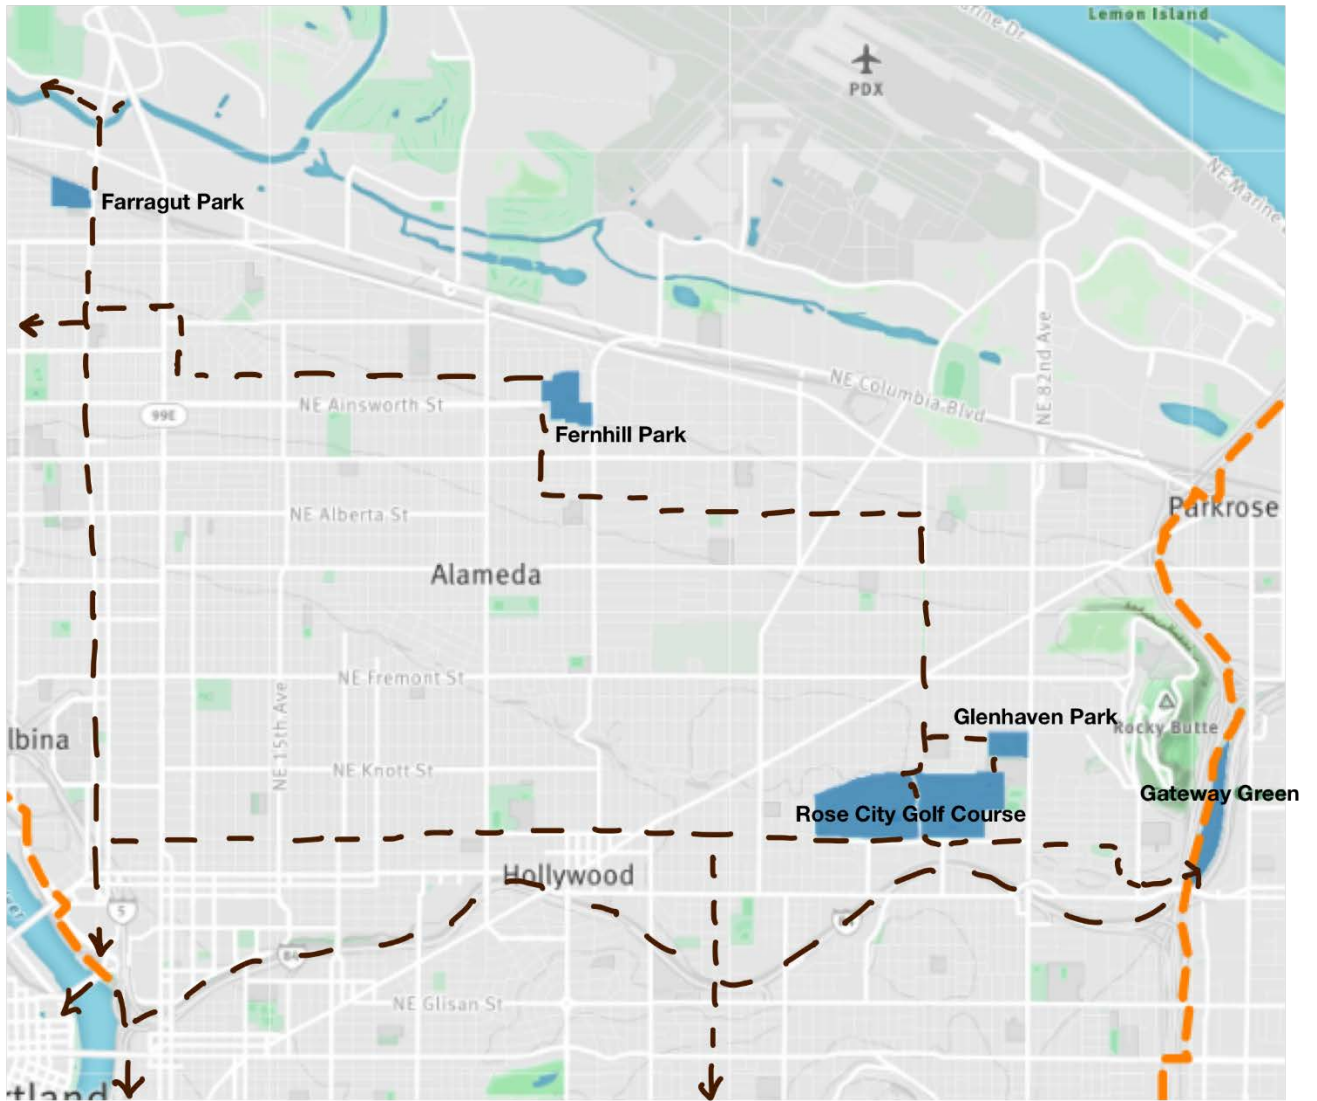 Lemon Island
Marine Dr
PDX
NE Marine
Farragut Park
NE 82nd Ave
NE Columbia Blvd
NE Ainsworth St
99E
Fernhill Park
Parkrose
NE Alberta St
Alameda
NE Fremont St
NE 15th Ave
Glenhaven Park
Rocky Butte
lbina
NE Knott St
Gateway Green
Rose City Golf Course
Hollywood
5
84
NE Glisan St
rtland